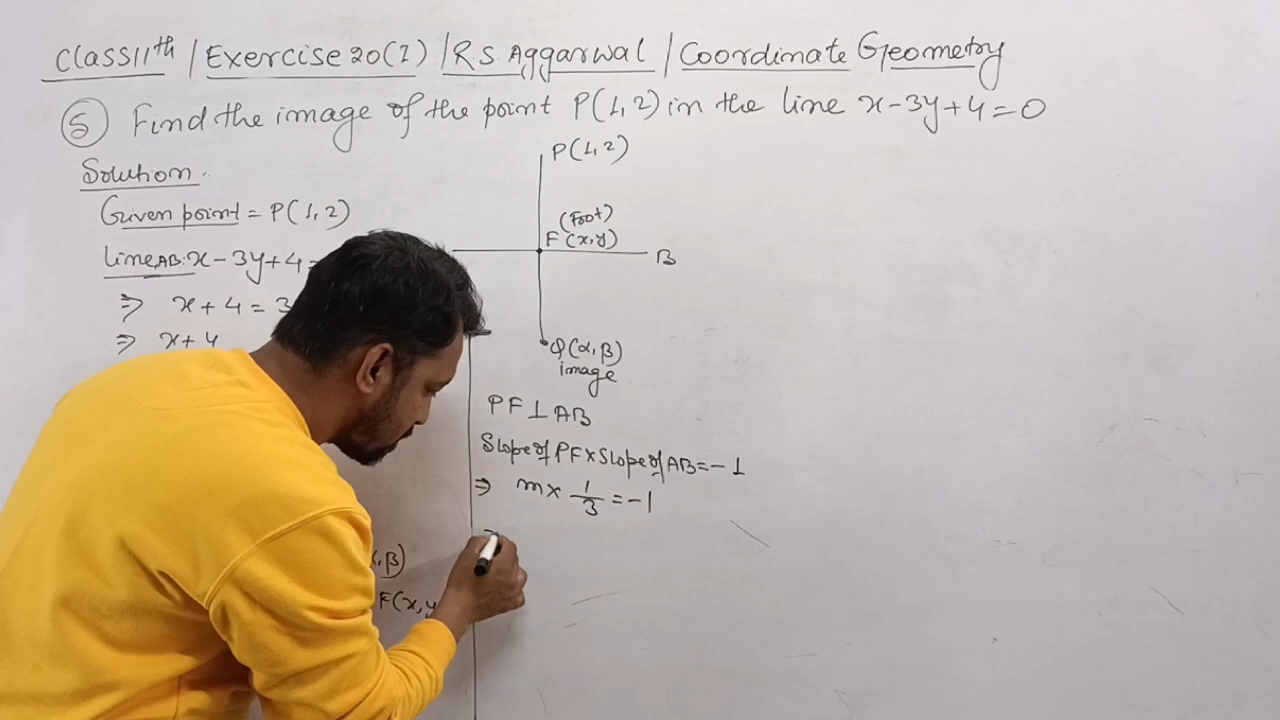 Class 11th / Exercise 20(I) / R.S. Aggarwal / Coordinate Geometry
(5) Find the image of the point P(1,2) in the line x-3y+4=0
Solution.
Given point = P(1,2)
Line AB: x-3y+4=
⇒ x+4=3
⇒ x+4
P(1,2)
(Foot)
F(x,y)
B
Q(α,β)
image
PF⊥AB
Slope of PF×Slope of AB=-1
⇒ m× 1/3 =-1
,β)
F(x,y